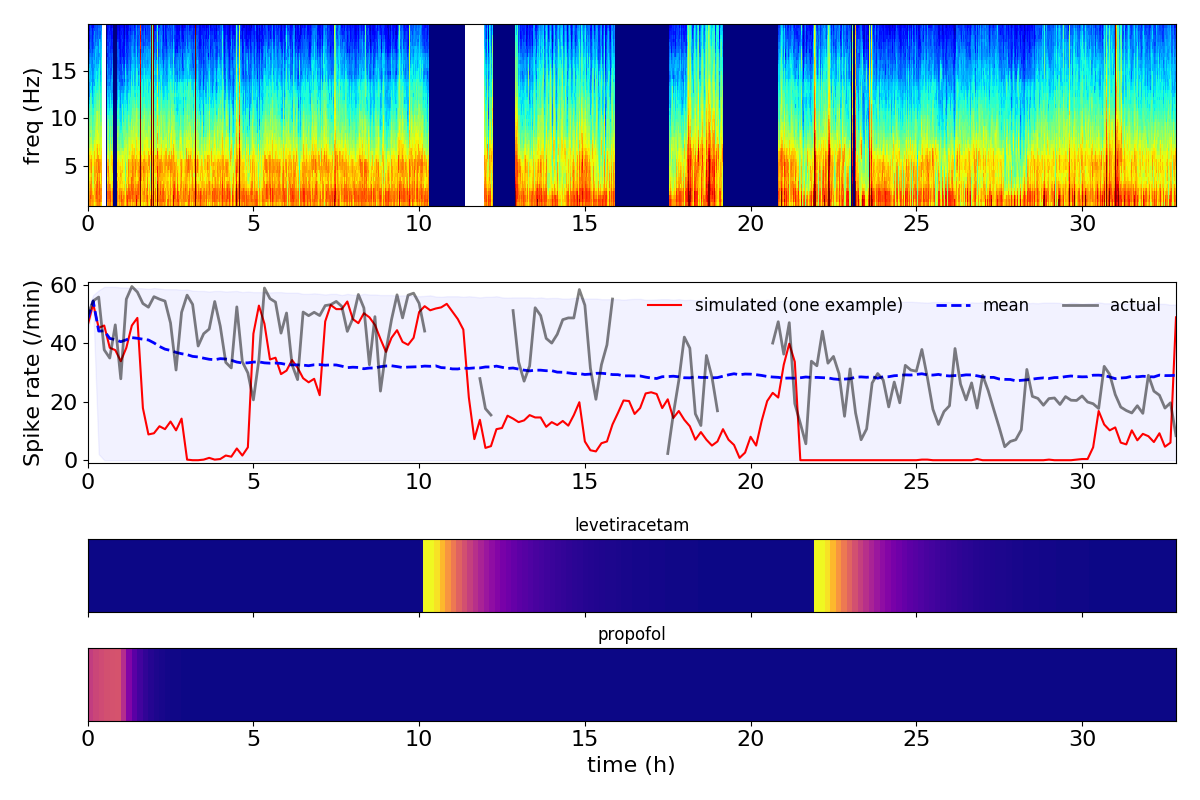 freq (Hz)
15
10
5
0 5 10 15 20 25 30
Spike rate (/min)
60
40
20
0
simulated (one example) mean actual
0 5 10 15 20 25 30
levetiracetam
propofol
0 5 10 15 20 25 30
time (h)